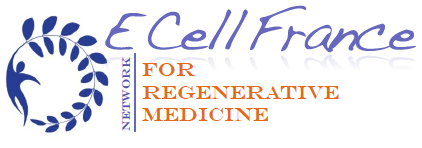 E Cell France
NETWORK
FOR
REGENERATIVE
MEDICINE